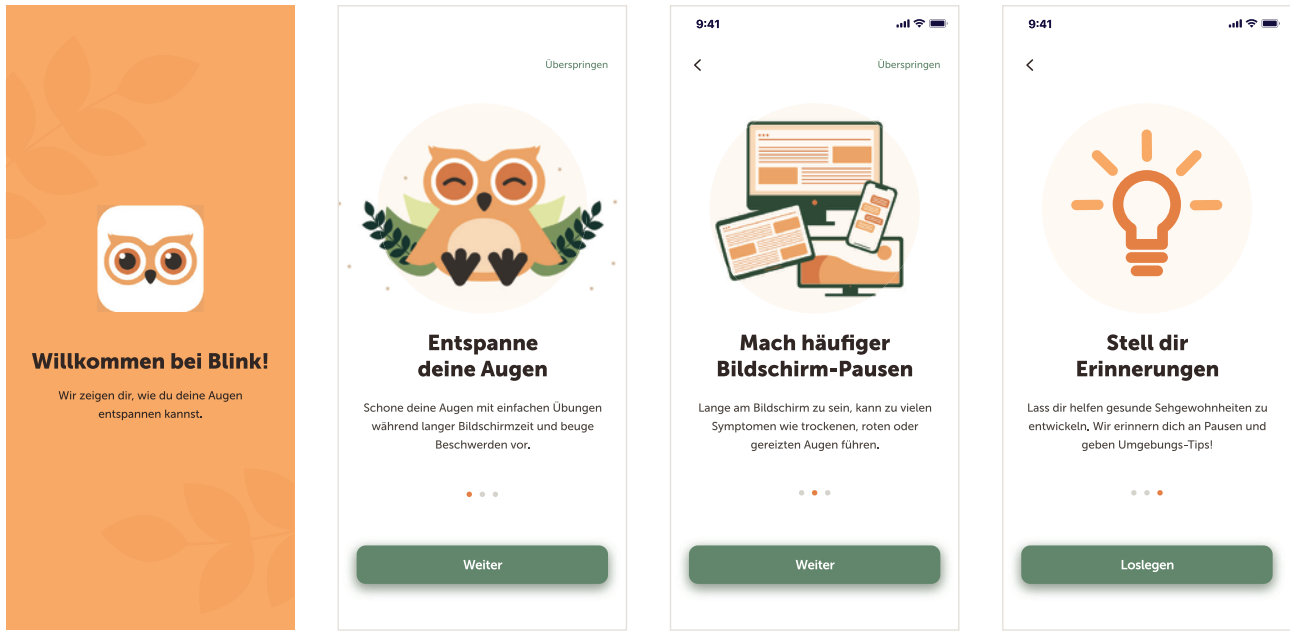 Willkommen bei Blink!
Wir zeigen dir, wie du deine Augen
entspannen kannst.
Überspringen
Entspanne
deine Augen
Schone deine Augen mit einfachen Übungen
während langer Bildschirmzeit und beuge
Beschwerden vor.
Weiter
9:41
Überspringen
Mach häufiger
Bildschirm-Pausen
Lange am Bildschirm zu sein, kann zu vielen
Symptomen wie trockenen, roten oder
gereizten Augen führen.
Weiter
9:41
Stell dir
Erinnerungen
Lass dir helfen gesunde Sehgewohnheiten zu
entwickeln. Wir erinnern dich an Pausen und
geben Umgebungs-Tips!
Loslegen